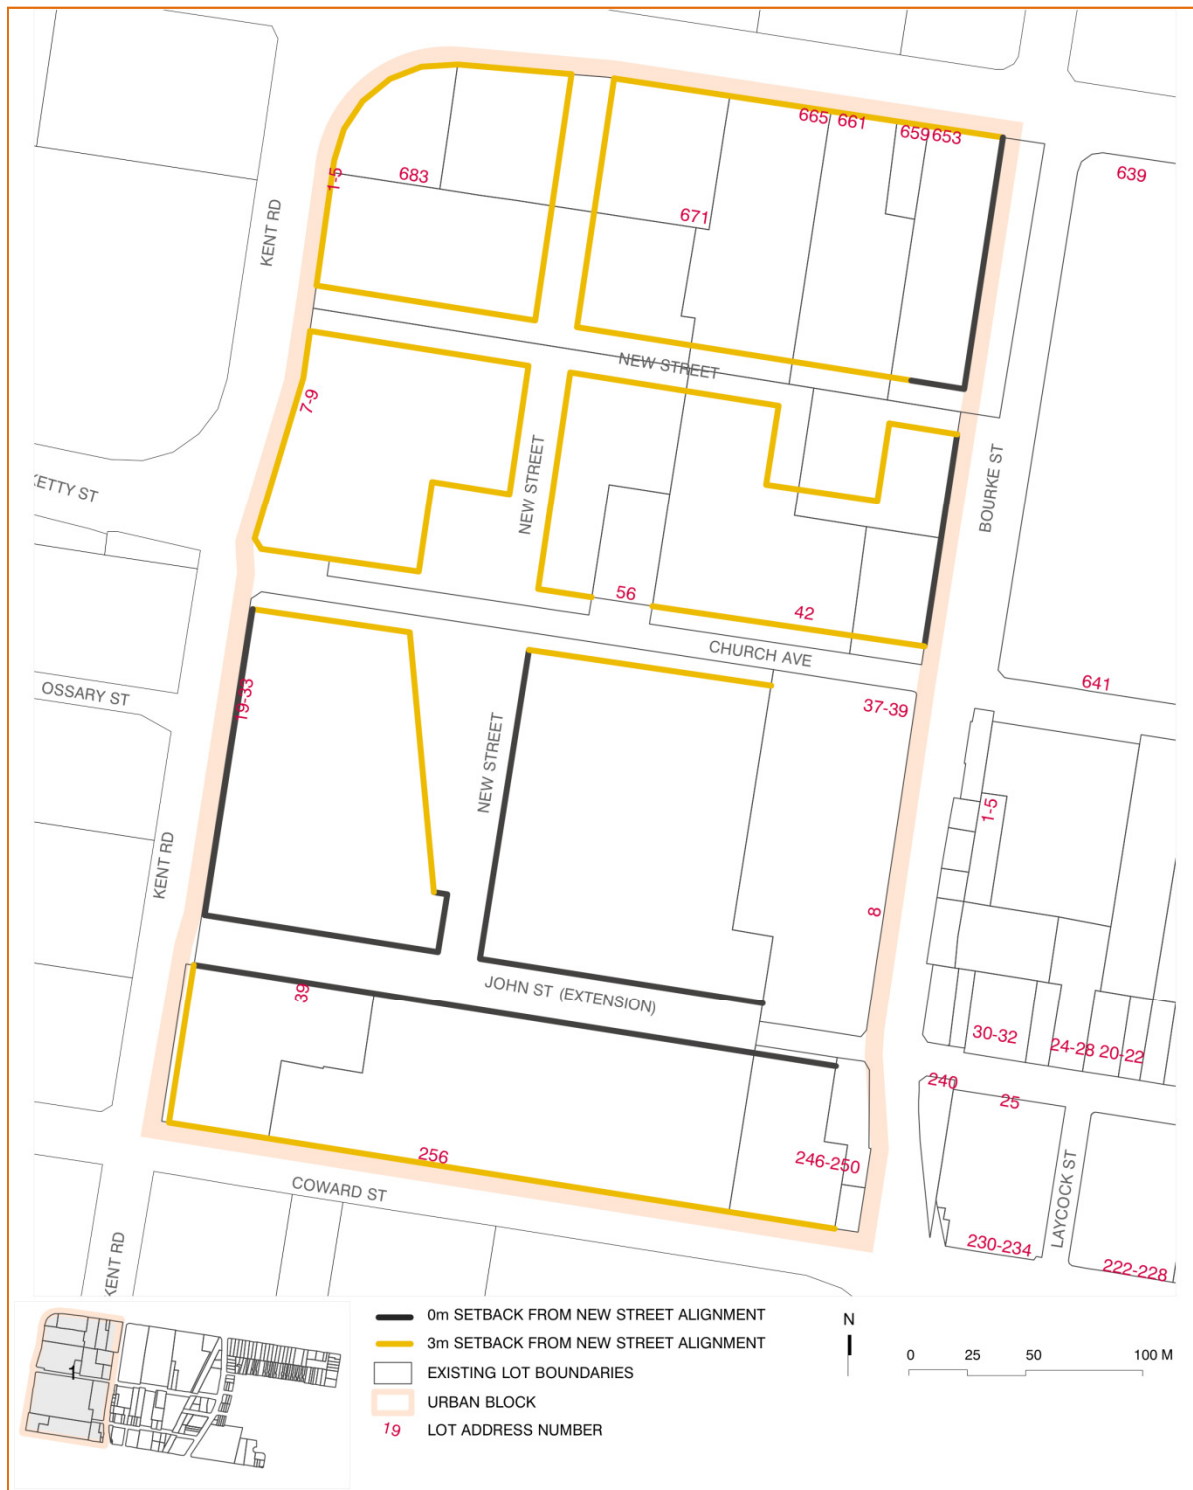 665 661
659 653
639
1-5
683
671
KENT RD
NEW STREET
7-9
KETTY ST
NEW STREET
BOURKE ST
56
42
CHURCH AVE
641
37-39
OSSARY ST
19-33
NEW STREET
1-5
KENT RD
8
JOHN ST (EXTENSION)
39
30-32
24-28 20-22
240
25
256
246-250
COWARD ST
LAYCOCK ST
230-234
222-228
KENT RD
1
0m SETBACK FROM NEW STREET ALIGNMENT
3m SETBACK FROM NEW STREET ALIGNMENT
EXISTING LOT BOUNDARIES
URBAN BLOCK
19 LOT ADDRESS NUMBER
N
0 25 50 100 M